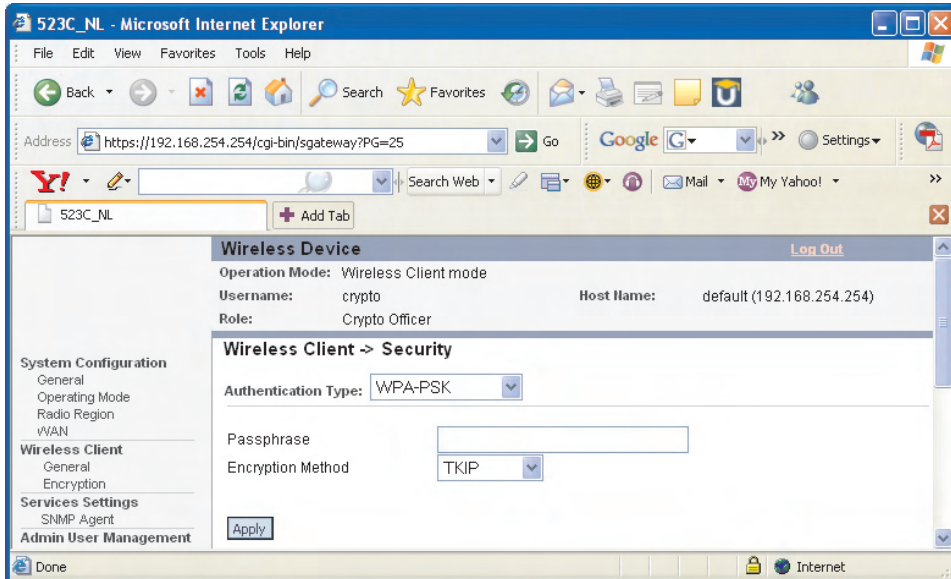 523C_NL - Microsoft Internet Explorer
File Edit View Favorites Tools Help
Back Search Favorites
Address https://192.168.254.254/cgi-bin/sgateway?PG=25 Go Google G Settings
Y! Search Web Mail My My Yahoo!
523C_NL Add Tab
Wireless Device Log Out
Operation Mode: Wireless Client mode
Username: crypto Host Name: default (192.168.254.254)
Role: Crypto Officer
Wireless Client -> Security
System Configuration
General
Operating Mode
Radio Region
WAN
Wireless Client
General
Encryption
Services Settings
SNMP Agent
Admin User Management
Authentication Type: WPA-PSK
Passphrase
Encryption Method TKIP
Apply
Done Internet